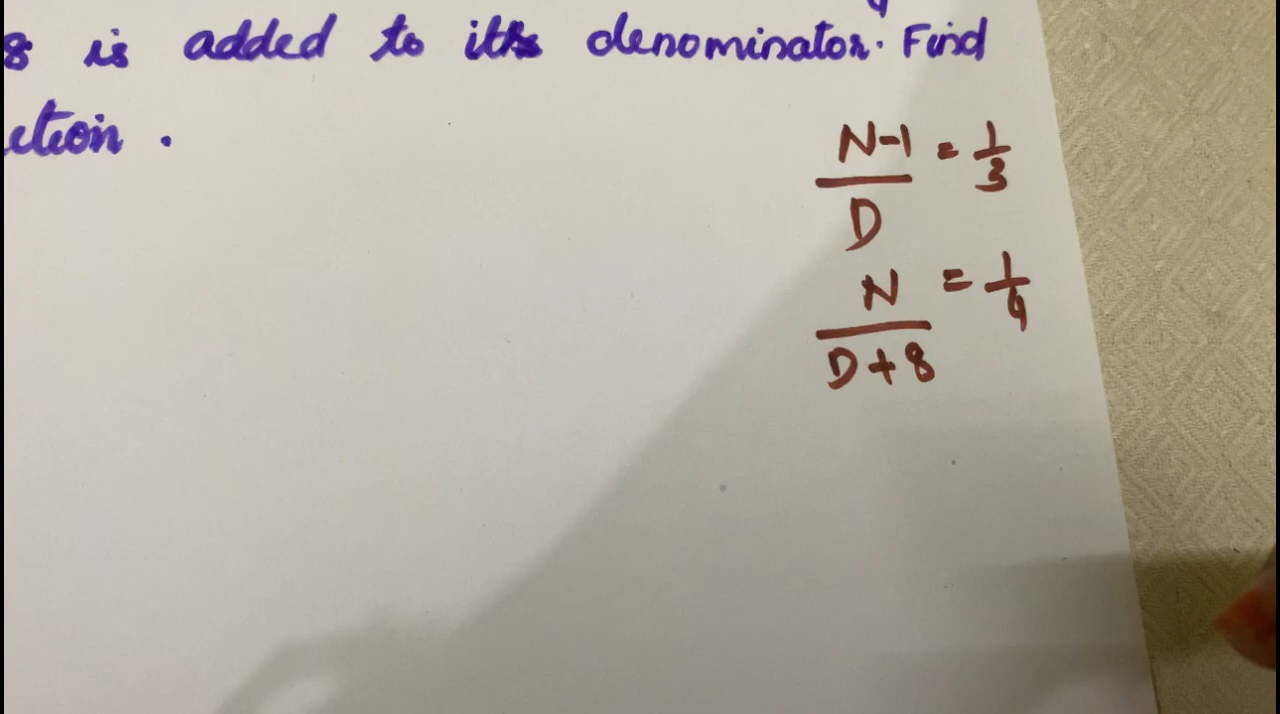 8 is added to its denominator. Find
ction.
N-1 = 1/3
D
N = 1/4
D+8